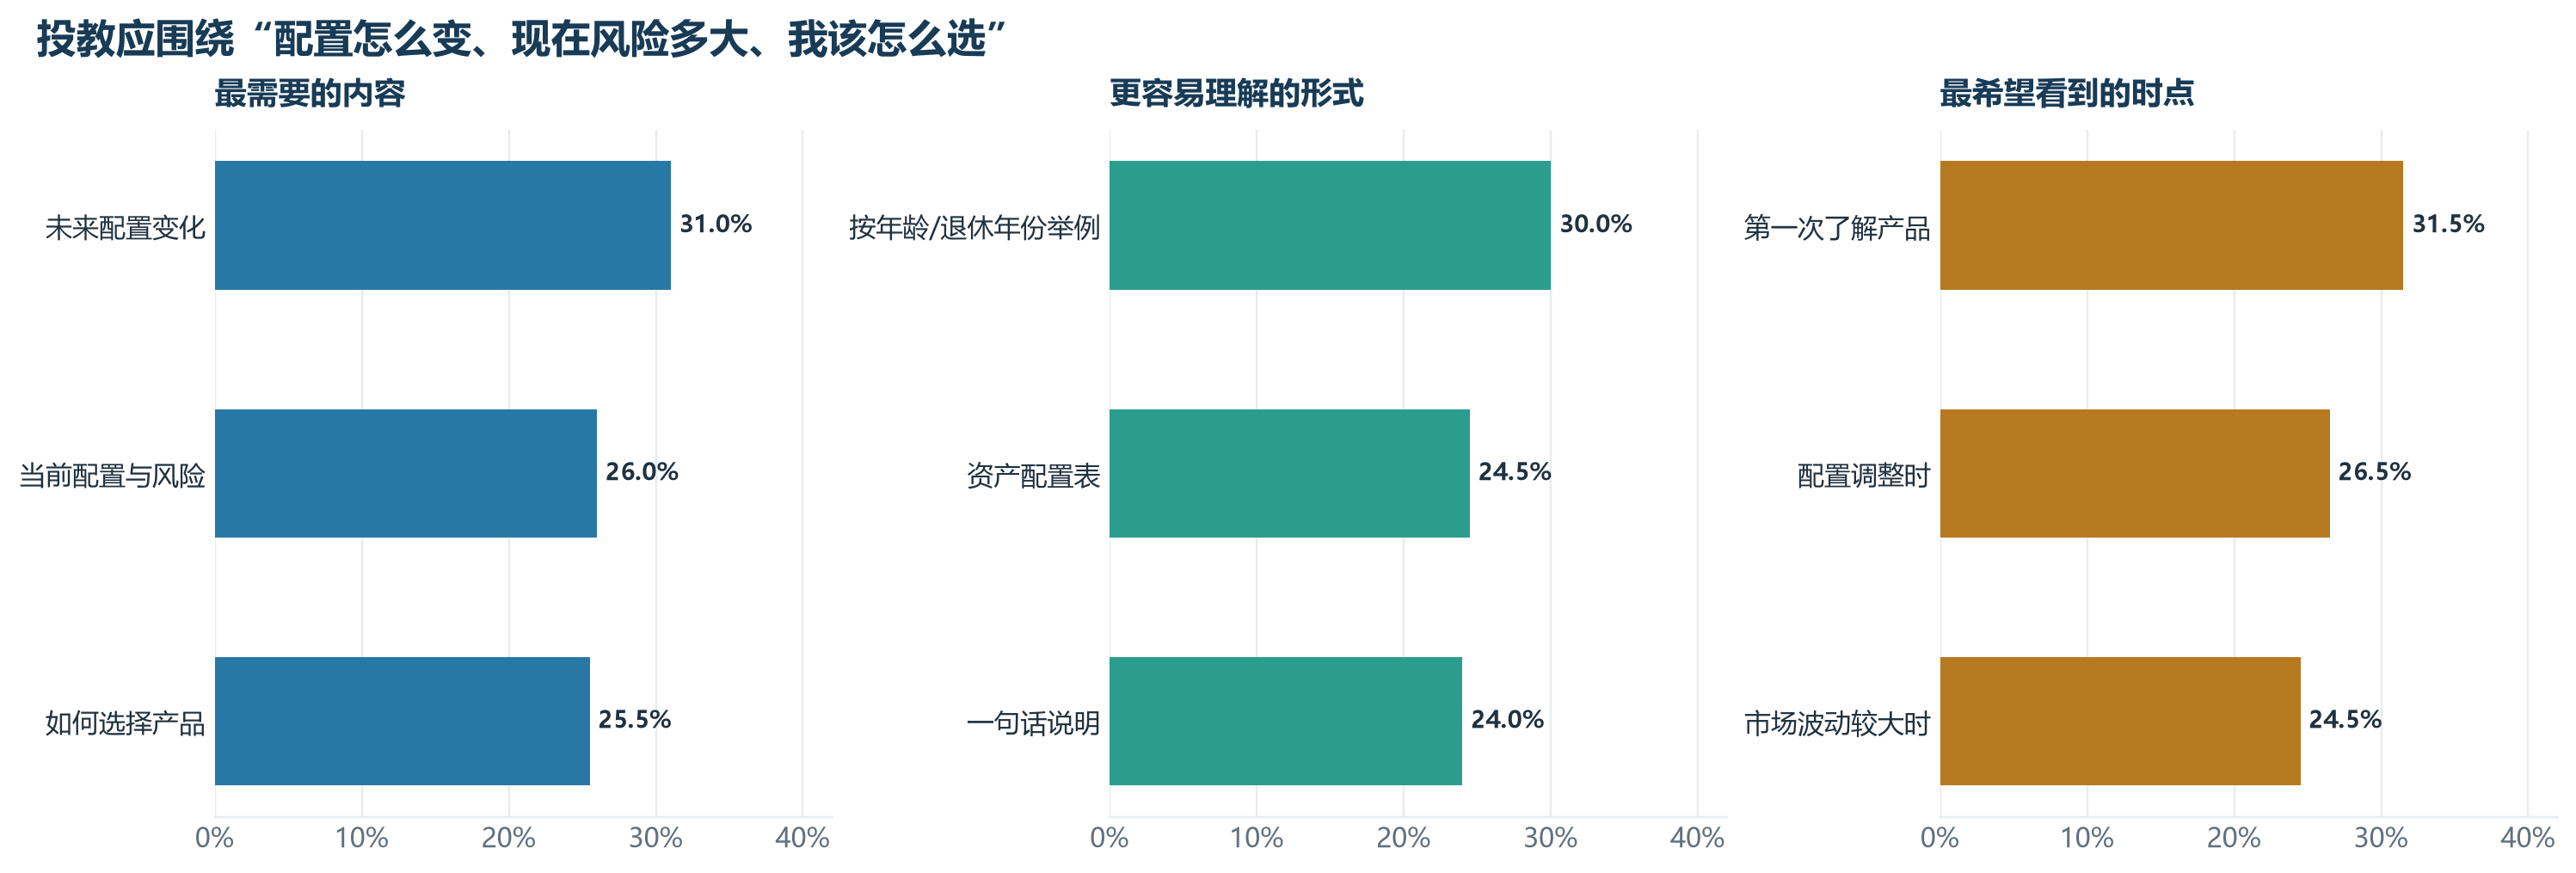 投教应围绕“配置怎么变、现在风险多大、我该怎么选”
最需要的内容
未来配置变化
31.0%
当前配置与风险
26.0%
如何选择产品
25.5%
0% 10% 20% 30% 40%
更容易理解的形式
按年龄/退休年份举例
30.0%
资产配置表
24.5%
一句话说明
24.0%
0% 10% 20% 30% 40%
最希望看到的时点
第一次了解产品
31.5%
配置调整时
26.5%
市场波动较大时
24.5%
0% 10% 20% 30% 40%